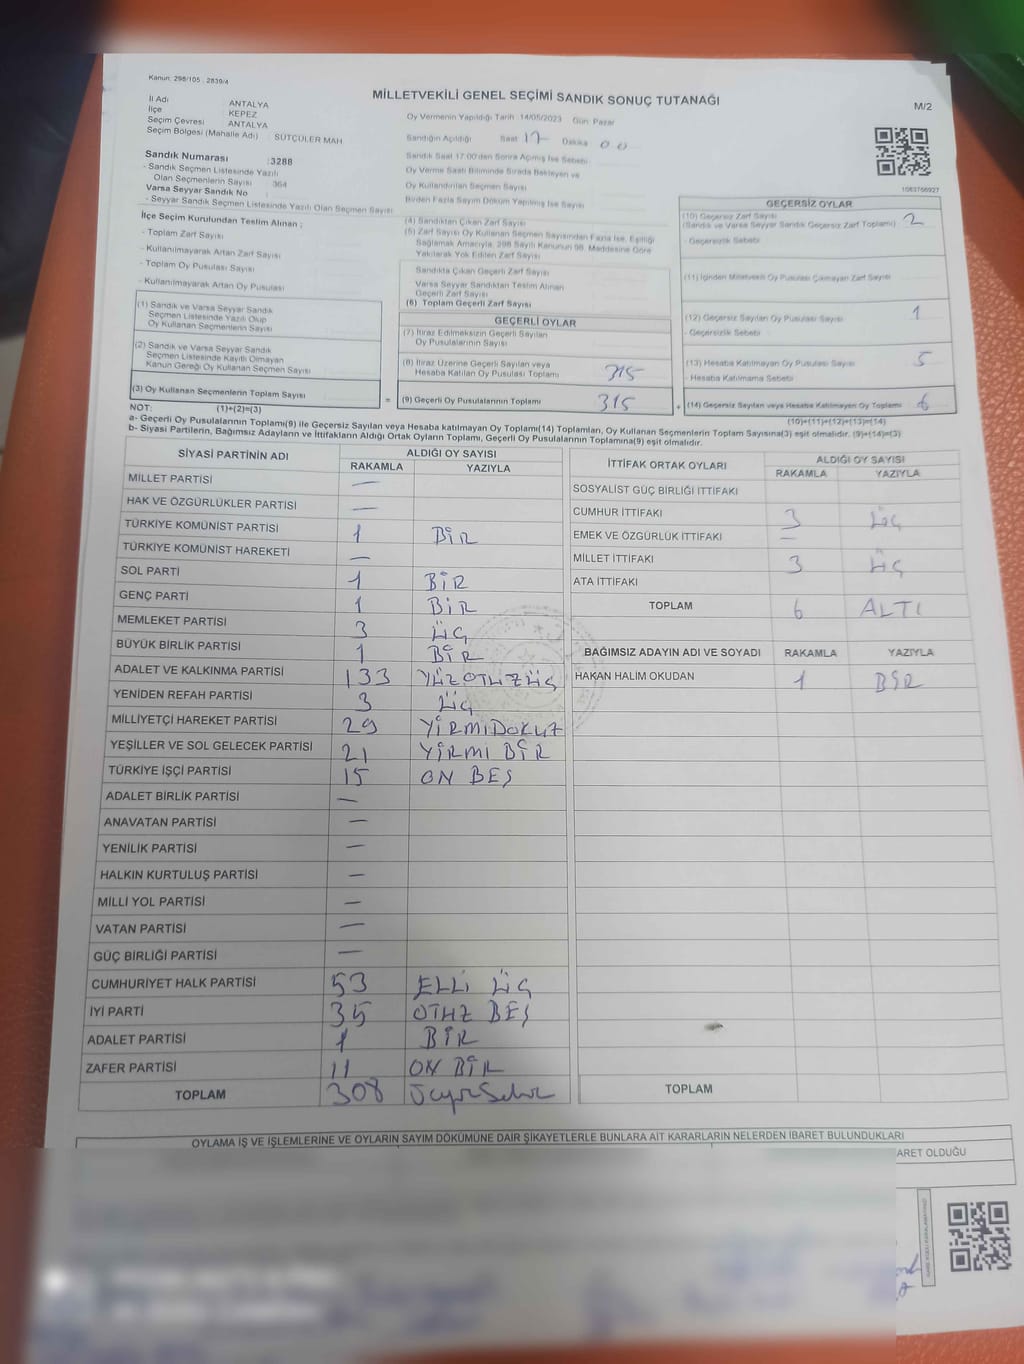 Kanun: 298/105 , 2839/4
MİLLETVEKİLİ GENEL SEÇİMİ SANDIK SONUÇ TUTANAĞI
M/2
İl Adı : ANTALYA
İlçe : KEPEZ
Seçim Çevresi : ANTALYA
Seçim Bölgesi (Mahalle Adı) : SÜTÇÜLER MAH
Sandık Numarası :3288
- Sandık Seçmen Listesinde Yazılı
Olan Seçmenlerin Sayısı : 364
Varsa Seyyar Sandık No :
- Seyyar Sandık Seçmen Listesinde Yazılı Olan Seçmen Sayısı
Oy Vermenin Yapıldığı Tarih :14/05/2023 Gün: Pazar
Sandığın Açıldığı Saat 17 Dakika 00
Sandık Saat 17:00'den Sonra Açmış İse Sebebi
Oy Verme Saati Bitiminde Sırada Bekleyen ve
Oy Kullandırılan Seçmen Sayısı
Birden Fazla Sayım Döküm Yapılmış İse Sayısı
1083766927
İlçe Seçim Kurulundan Teslim Alınan ;
- Toplam Zarf Sayısı
- Kullanılmayarak Artan Zarf Sayısı
- Toplam Oy Pusulası Sayısı
- Kullanılmayarak Artan Oy Pusulası
(1) Sandık ve Varsa Seyyar Sandık
Seçmen Listesinde Yazılı Olup
Oy Kullanan Seçmenlerin Sayısı
(2) Sandık ve Varsa Seyyar Sandık
Seçmen Listesinde Kayıtlı Olmayan
Kanun Gereği Oy Kullanan Seçmen Sayısı
(3) Oy Kullanan Seçmenlerin Toplam Sayısı
(4) Sandıktan Çıkan Zarf Sayısı
(5) Zarf Sayısı Oy Kullanan Seçmen Sayısından Fazla İse, Eşitliği
Sağlamak Amacıyla, 298 Sayılı Kanunun 98. Maddesine Göre
Yakılarak Yok Edilen Zarf Sayısı
Sandıkta Çıkan Geçerli Zarf Sayısı
Varsa Seyyar Sandıktan Teslim Alınan
Geçerli Zarf Sayısı
(6) Toplam Geçerli Zarf Sayısı
GEÇERLİ OYLAR
(7) İtiraz Edilmeksizin Geçerli Sayılan
Oy Pusulalarının Sayısı
(8) İtiraz Üzerine Geçerli Sayılan veya
Hesaba Katılan Oy Pusulası Toplamı 315
= (9) Geçerli Oy Pusulalarının Toplamı 315
GEÇERSİZ OYLAR
(10) Geçersiz Zarf Sayısı
(Sandık ve Varsa Seyyar Sandık Geçersiz Zarf Toplamı) 2
- Geçersizlik Sebebi
(11) İçinden Milletvekili Oy Pusulası Çıkmayan Zarf Sayısı
(12) Geçersiz Sayılan Oy Pusulası Sayısı 1
- Geçersizlik Sebebi
(13) Hesaba Katılmayan Oy Pusulası Sayısı 5
- Hesaba Katılmama Sebebi
+ (14) Geçersiz Sayılan veya Hesaba Katılmayan Oy Toplamı 6
NOT: (1)+(2)=(3)
(10)+(11)+(12)+(13)=(14)
a- Geçerli Oy Pusulalarının Toplamı(9) ile Geçersiz Sayılan veya Hesaba katılmayan Oy Toplam(14) Toplamları, Oy Kullanan Seçmenlerin Toplam Sayısına(3) eşit olmalıdır. (9)+(14)=(3)
b- Siyasi Partilerin, Bağımsız Adayların ve İttifakların Aldığı Ortak Oyların Toplamı, Geçerli Oy Pusulalarının Toplamına(9) eşit olmalıdır.
SİYASİ PARTİNİN ADI ALDIĞI OY SAYISI
RAKAMLA YAZIYLA
MİLLET PARTİSİ —
HAK VE ÖZGÜRLÜKLER PARTİSİ —
TÜRKİYE KOMÜNİST PARTİSİ 1 BİR
TÜRKİYE KOMÜNİST HAREKETİ —
SOL PARTİ 1 BİR
GENÇ PARTİ 1 BİR
MEMLEKET PARTİSİ 3 ÜÇ
BÜYÜK BİRLİK PARTİSİ 1 BİR
ADALET VE KALKINMA PARTİSİ 133 YÜZOTUZÜÇ
YENİDEN REFAH PARTİSİ 3 ÜÇ
MİLLİYETÇİ HAREKET PARTİSİ 29 YİRMİDOKUZ
YEŞİLLER VE SOL GELECEK PARTİSİ 21 YİRMİ BİR
TÜRKİYE İŞÇİ PARTİSİ 15 ON BEŞ
ADALET BİRLİK PARTİSİ —
ANAVATAN PARTİSİ —
YENİLİK PARTİSİ —
HALKIN KURTULUŞ PARTİSİ —
MİLLİ YOL PARTİSİ —
VATAN PARTİSİ —
GÜÇ BİRLİĞİ PARTİSİ —
CUMHURİYET HALK PARTİSİ 53 ELLİ ÜÇ
İYİ PARTİ 35 OTUZ BEŞ
ADALET PARTİSİ 1 BİR
ZAFER PARTİSİ 11 ON BİR
TOPLAM 308
İTTİFAK ORTAK OYLARI ALDIĞI OY SAYISI
RAKAMLA YAZIYLA
SOSYALİST GÜÇ BİRLİĞİ İTTİFAKI
CUMHUR İTTİFAKI 3 ÜÇ
EMEK VE ÖZGÜRLÜK İTTİFAKI —
MİLLET İTTİFAKI 3 ÜÇ
ATA İTTİFAKI
TOPLAM 6 ALTI
BAĞIMSIZ ADAYIN ADI VE SOYADI RAKAMLA YAZIYLA
HAKAN HALİM OKUDAN 1 BİR
TOPLAM
OYLAMA İŞ VE İŞLEMLERİNE VE OYLARIN SAYIM DÖKÜMÜNE DAİR ŞİKAYETLERLE BUNLARA AİT KARARLARIN NELERDEN İBARET BULUNDUKLARI
ARET OLDUĞU